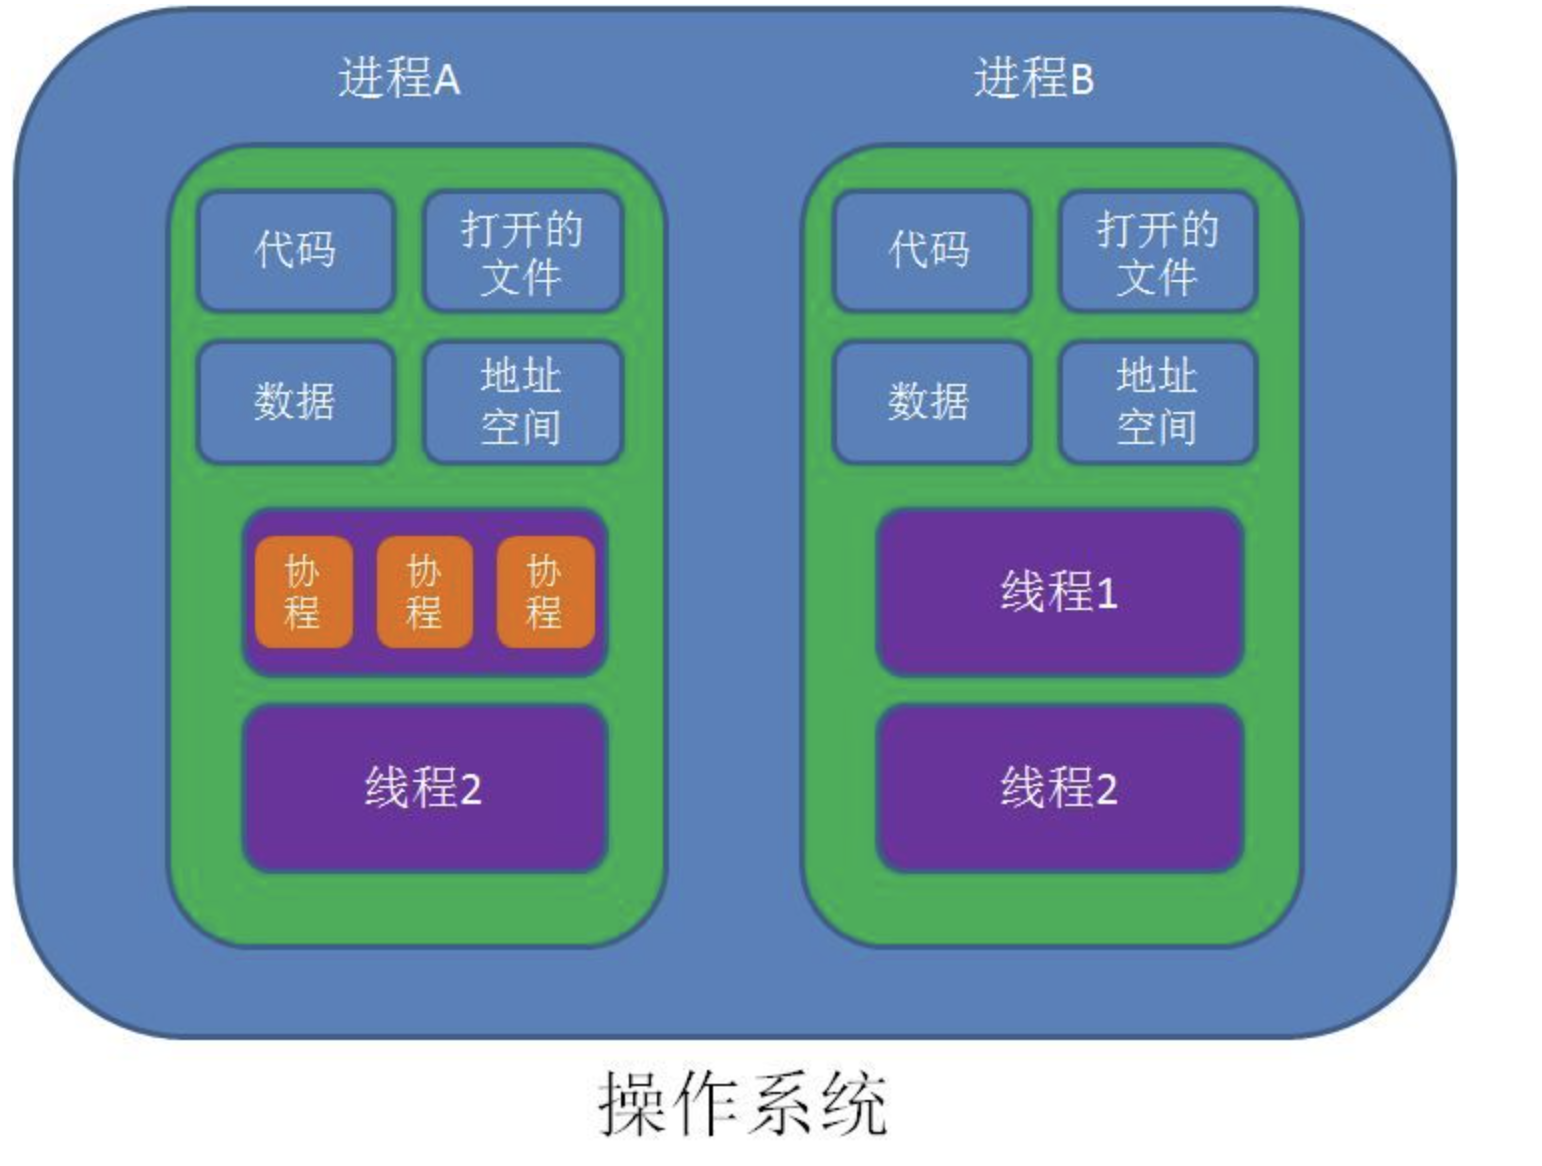 进程A
进程B
代码
打开的
文件
数据
地址
空间
协
程
协
程
协
程
线程2
代码
打开的
文件
数据
地址
空间
线程1
线程2
操作系统